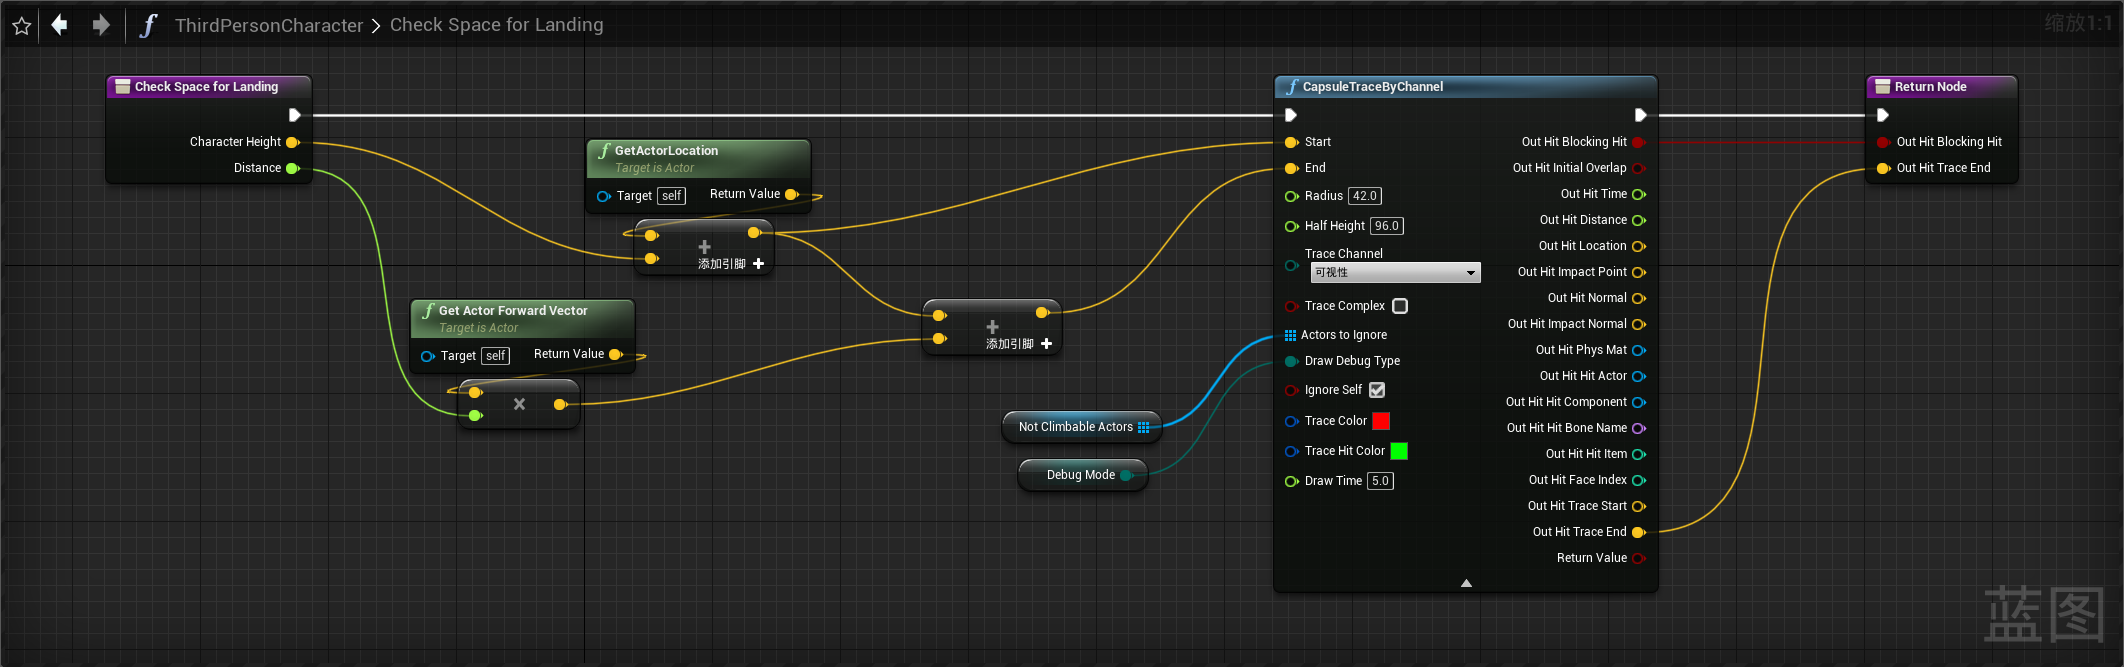 ThirdPersonCharacter > Check Space for Landing
缩放1:1
Check Space for Landing
Character Height
Distance
GetActorLocation
Target is Actor
Target self
Return Value
添加引脚
Get Actor Forward Vector
Target is Actor
Target self
Return Value
添加引脚
Not Climbable Actors
Debug Mode
CapsuleTraceByChannel
Start
End
Radius 42.0
Half Height 96.0
Trace Channel
可视性
Trace Complex
Actors to Ignore
Draw Debug Type
Ignore Self
Trace Color
Trace Hit Color
Draw Time 5.0
Out Hit Blocking Hit
Out Hit Initial Overlap
Out Hit Time
Out Hit Distance
Out Hit Location
Out Hit Impact Point
Out Hit Normal
Out Hit Impact Normal
Out Hit Phys Mat
Out Hit Hit Actor
Out Hit Hit Component
Out Hit Hit Bone Name
Out Hit Hit Item
Out Hit Face Index
Out Hit Trace Start
Out Hit Trace End
Return Value
Return Node
Out Hit Blocking Hit
Out Hit Trace End
蓝图